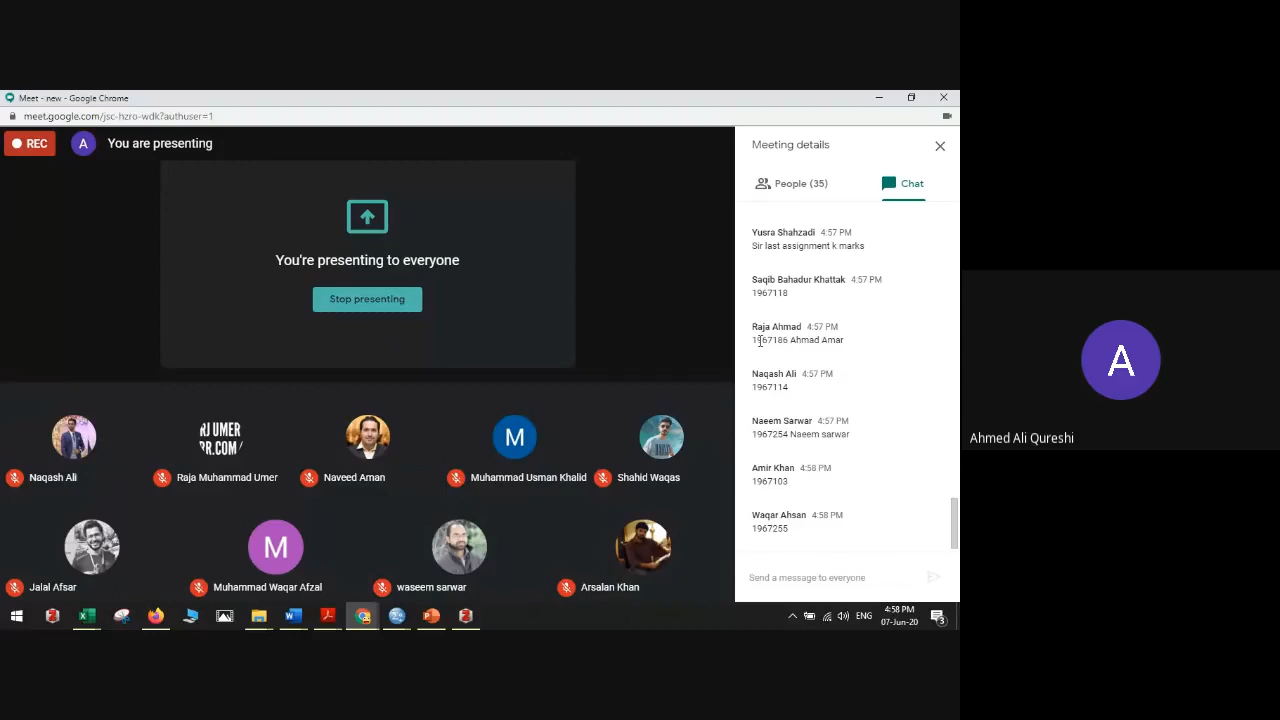 Meet - new - Google Chrome
meet.google.com/jsc-hzro-wdk?authuser=1
REC
A
You are presenting
You're presenting to everyone
Stop presenting
M
Naqash Ali
RJ UMER
Raja Muhammad Umer
Naveed Aman
Muhammad Usman Khalid
Shahid Waqas
M
Jalal Afsar
Muhammad Waqar Afzal
waseem sarwar
Arsalan Khan
Meeting details
People (35)
Chat
Yusra Shahzadi 4:57 PM
Sir last assignment k marks
Saqib Bahadur Khattak 4:57 PM
1967118
Raja Ahmad 4:57 PM
1967186 Ahmad Amar
Naqash Ali 4:57 PM
1967114
Naeem Sarwar 4:57 PM
1967254 Naeem sarwar
Amir Khan 4:58 PM
1967103
Waqar Ahsan 4:58 PM
1967255
Send a message to everyone
ENG
4:58 PM
07-Jun-20
3
A
Ahmed Ali Qureshi